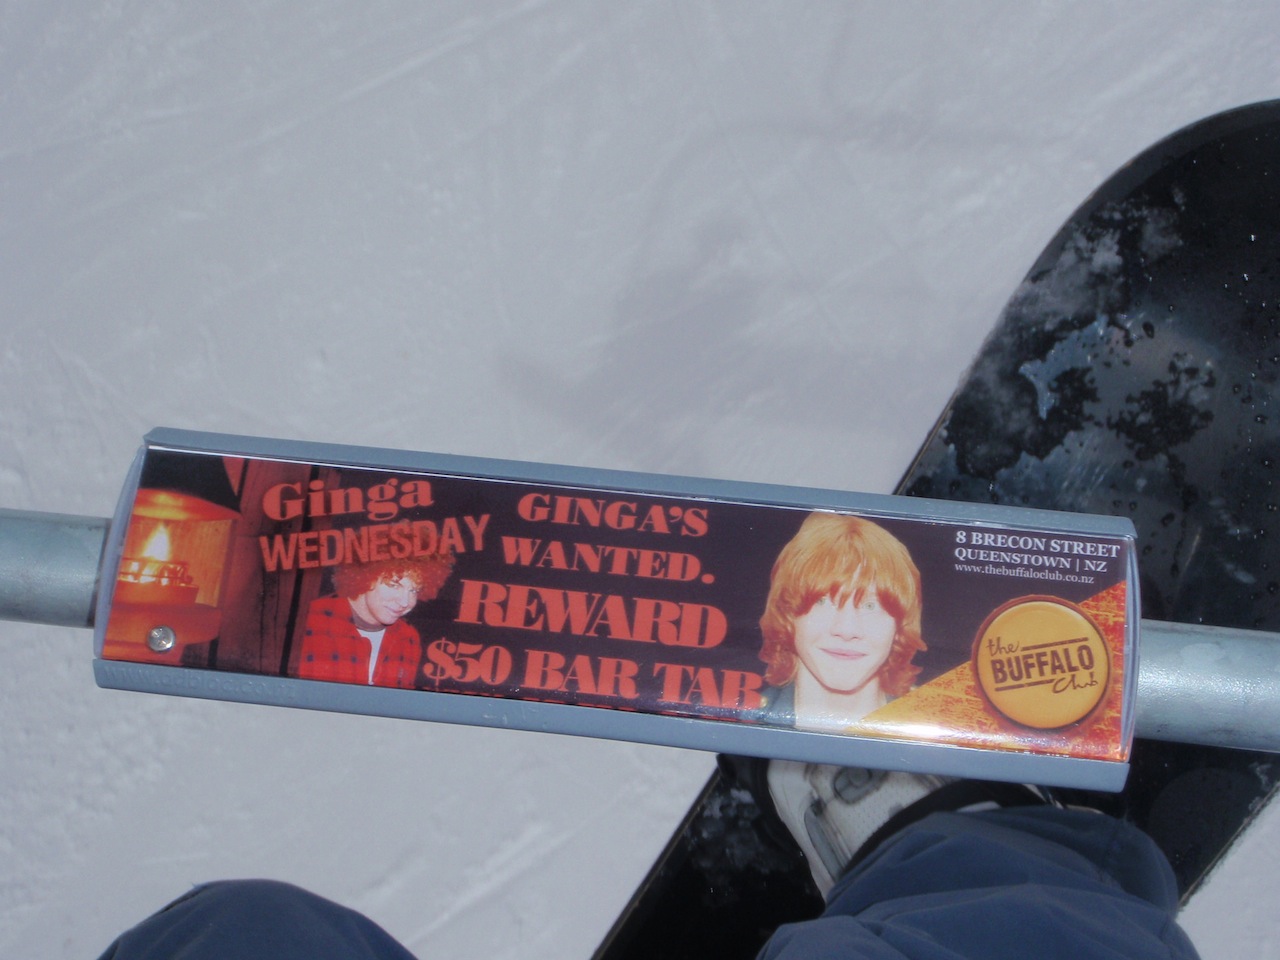 Ginga
WEDNESDAY
GINGA'S
WANTED.
REWARD
$50 BAR TAB
8 BRECON STREET
QUEENSTOWN | NZ
www.thebuffaloclub.co.nz
the
BUFFALO
Club